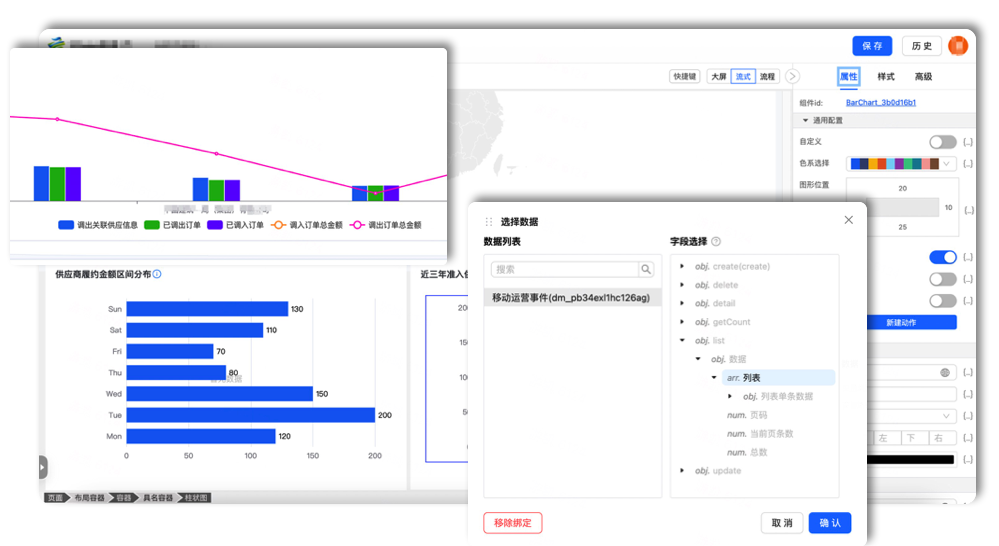 保 存
历 史
快捷键
大屏
流式
流程
属性
样式
高级
组件id:
BarChart_3b0d16b1
通用配置
自定义
{..}
色系选择
{..}
图形位置
20
10
{..}
25
{..}
{..}
{..}
新建动作
{..}
{..}
{..}
左
下
右
{..}
{..}
调出关联供应信息
已调出订单
已调入订单
调入订单总金额
调出订单总金额
供应商履约金额区间分布
Sun
130
Sat
110
Fri
70
Thu
80
Wed
150
Tue
200
Mon
120
0
50
100
150
200
近三年准入
页面
布局容器
容器
具名容器
柱状图
选择数据
数据列表
搜索
移动运营事件(dm_pb34exl1hc126ag)
字段选择
obj. create(create)
obj. delete
obj. detail
obj. getCount
obj. list
obj. 数据
arr. 列表
obj. 列表单条数据
num. 页码
num. 当前页条数
num. 总数
obj. update
移除绑定
取 消
确 认